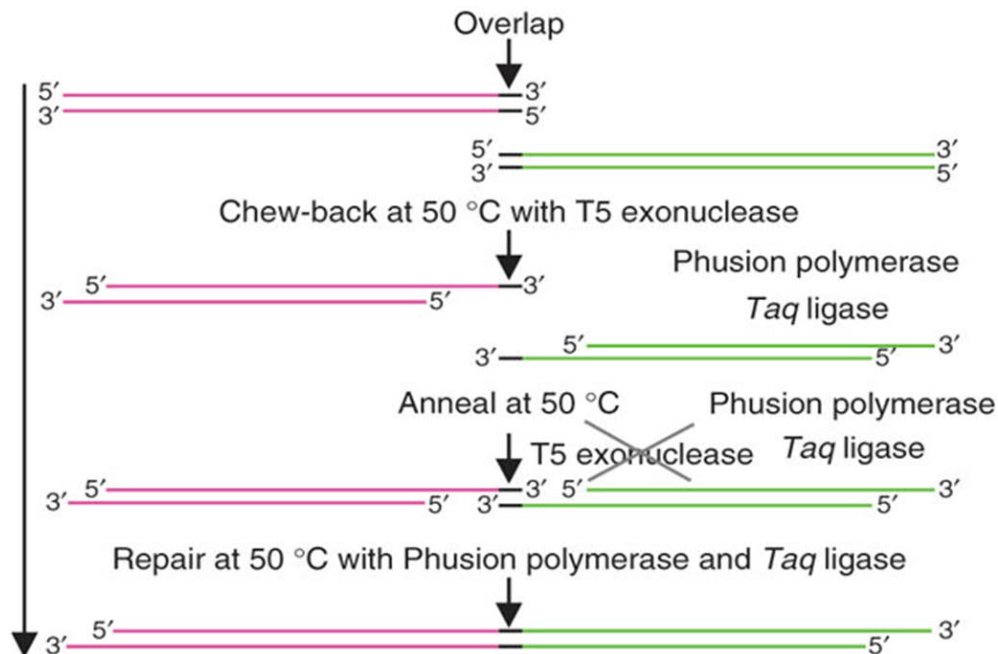 Overlap
5′ 3′
3′ 5′
5′ 3′
3′ 5′
Chew-back at 50 °C with T5 exonuclease
Phusion polymerase
5′ 3′
3′ 5′
Taq ligase
5′ 3′
3′ 5′
Anneal at 50 °C Phusion polymerase
T5 exonuclease Taq ligase
5′ 3′ 5′ 3′
3′ 5′ 3′ 5′
Repair at 50 °C with Phusion polymerase and Taq ligase
5′ 3′
3′ 5′